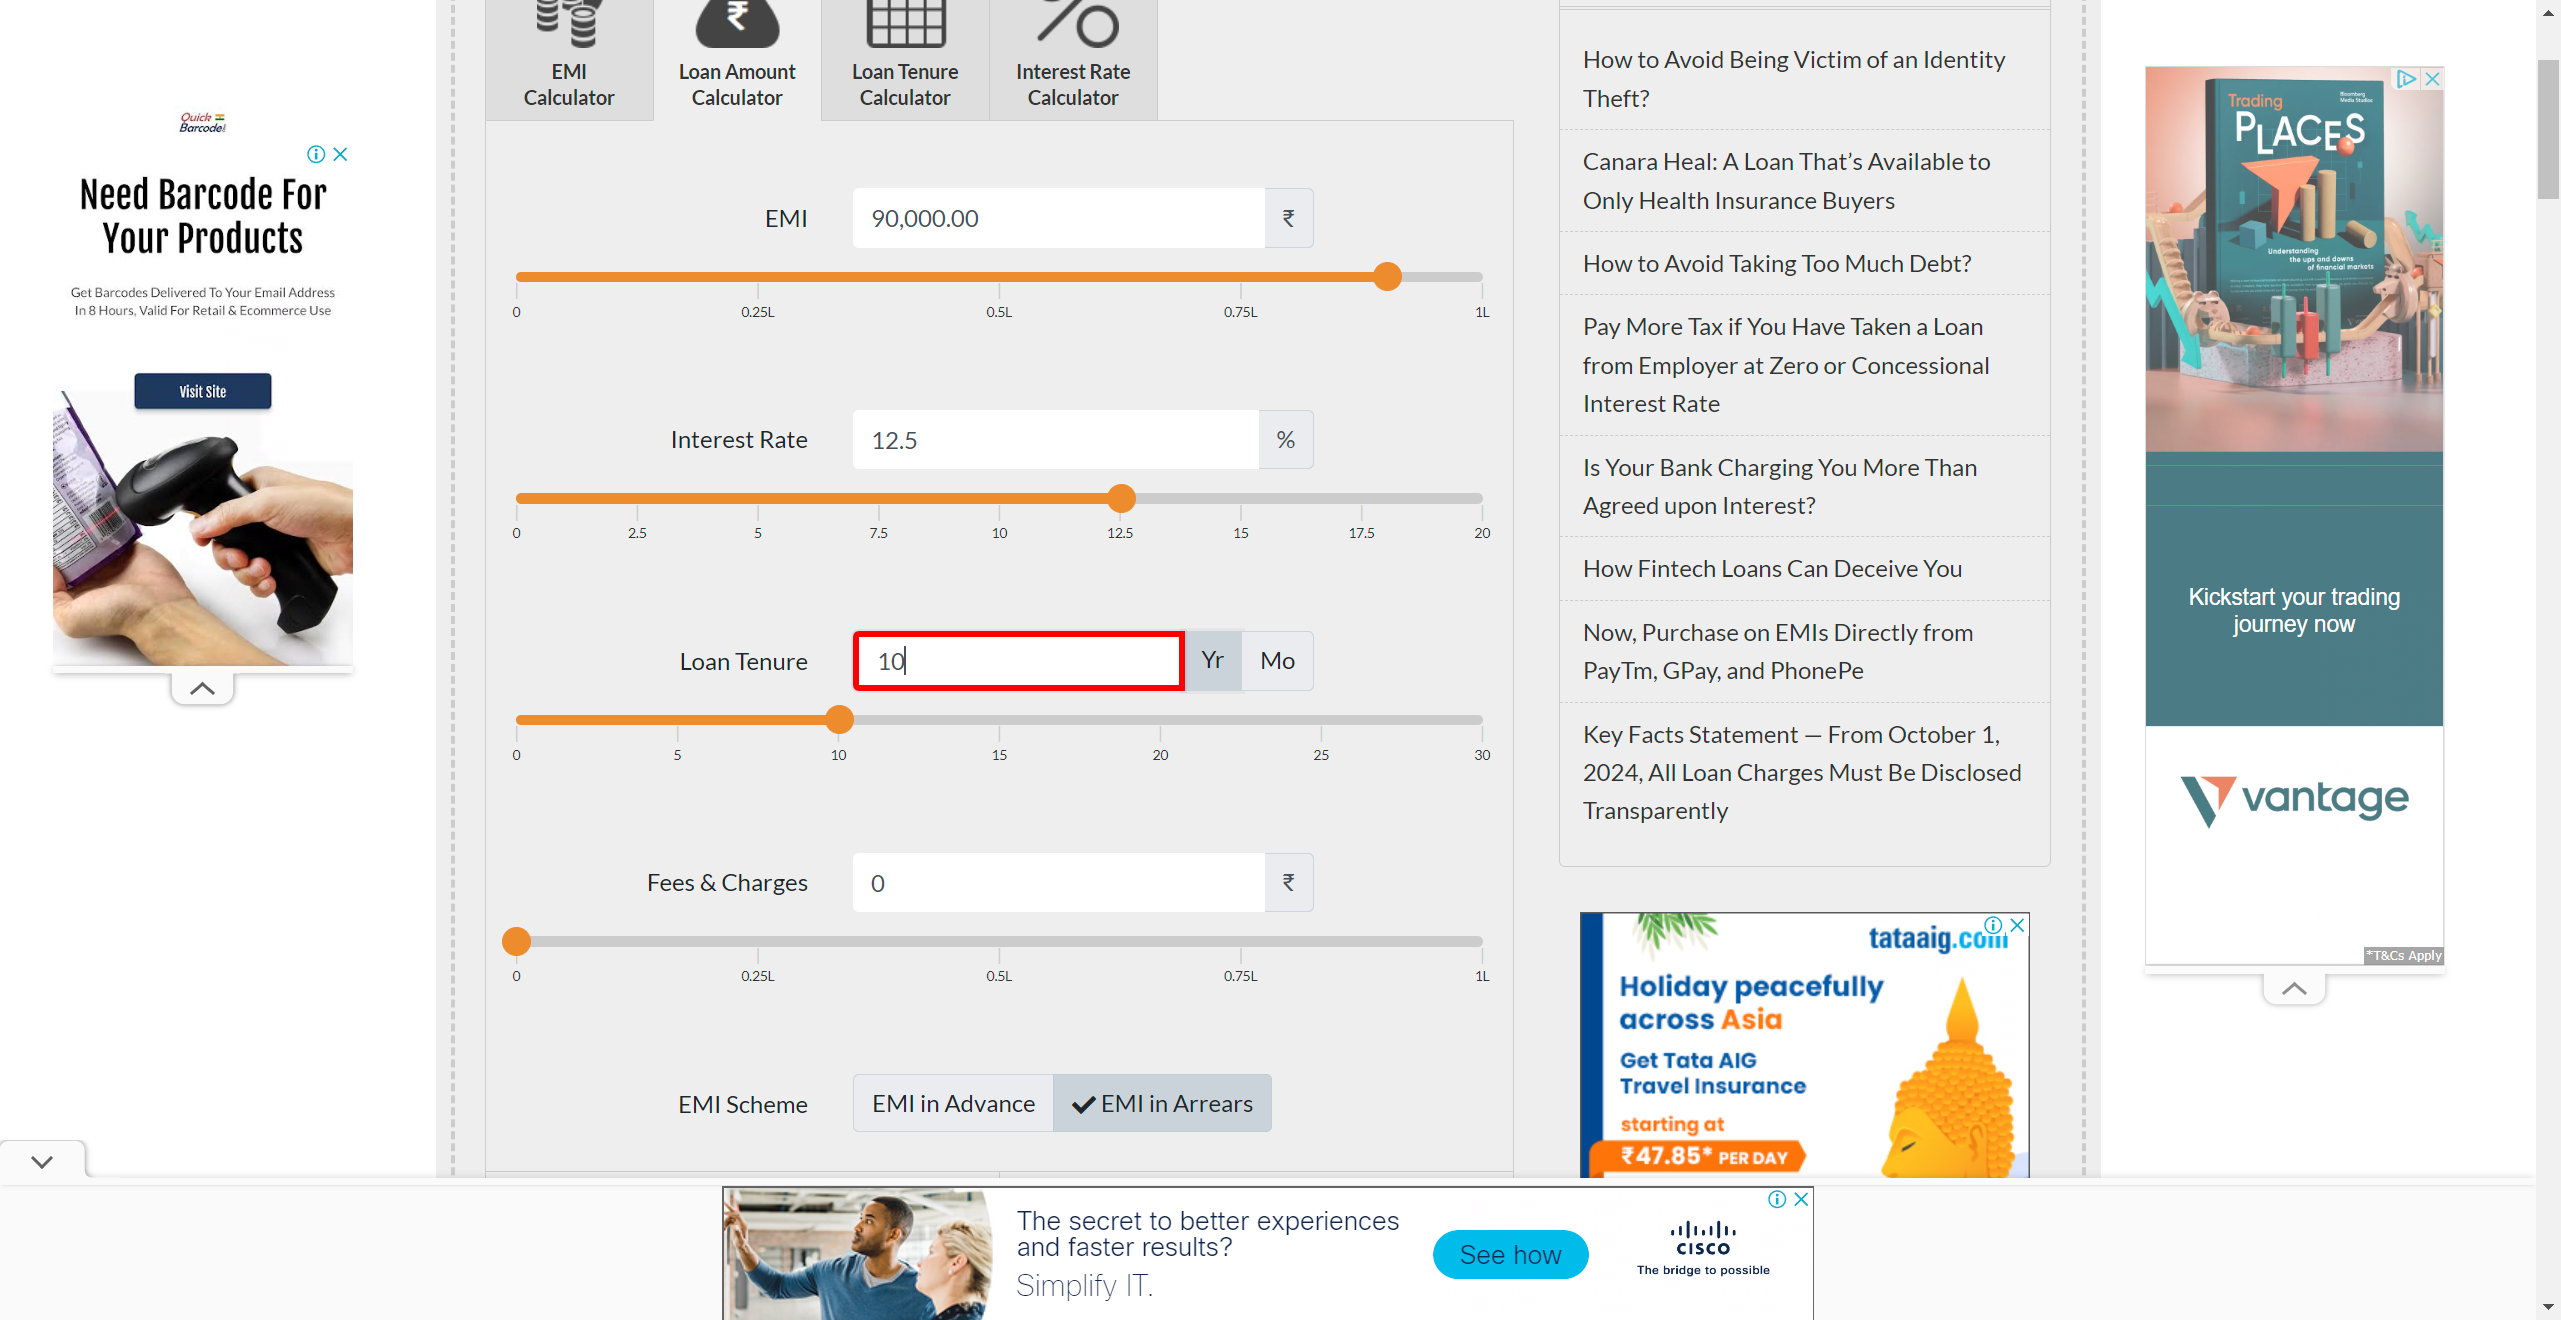 EMI
Calculator
Loan Amount
Calculator
Loan Tenure
Calculator
Interest Rate
Calculator
EMI
90,000.00
₹
0
0.25L
0.5L
0.75L
1L
Interest Rate
12.5
%
0
2.5
5
7.5
10
12.5
15
17.5
20
Loan Tenure
10
Yr
Mo
0
5
10
15
20
25
30
Fees & Charges
0
₹
0
0.25L
0.5L
0.75L
1L
EMI Scheme
EMI in Advance
EMI in Arrears
How to Avoid Being Victim of an Identity
Theft?
Canara Heal: A Loan That’s Available to
Only Health Insurance Buyers
How to Avoid Taking Too Much Debt?
Pay More Tax if You Have Taken a Loan
from Employer at Zero or Concessional
Interest Rate
Is Your Bank Charging You More Than
Agreed upon Interest?
How Fintech Loans Can Deceive You
Now, Purchase on EMIs Directly from
PayTm, GPay, and PhonePe
Key Facts Statement — From October 1,
2024, All Loan Charges Must Be Disclosed
Transparently
Quick
Barcode
Need Barcode For
Your Products
Get Barcodes Delivered To Your Email Address
In 8 Hours, Valid For Retail & Ecommerce Use
Visit Site
Trading
PLACES
Bloomberg
Media Studios
Understanding
the ups and downs
of financial markets
Kickstart your trading
journey now
vantage
*T&Cs Apply
tataaig.com
Holiday peacefully
across Asia
Get Tata AIG
Travel Insurance
starting at
₹47.85* PER DAY
The secret to better experiences
and faster results?
Simplify IT.
See how
CISCO
The bridge to possible